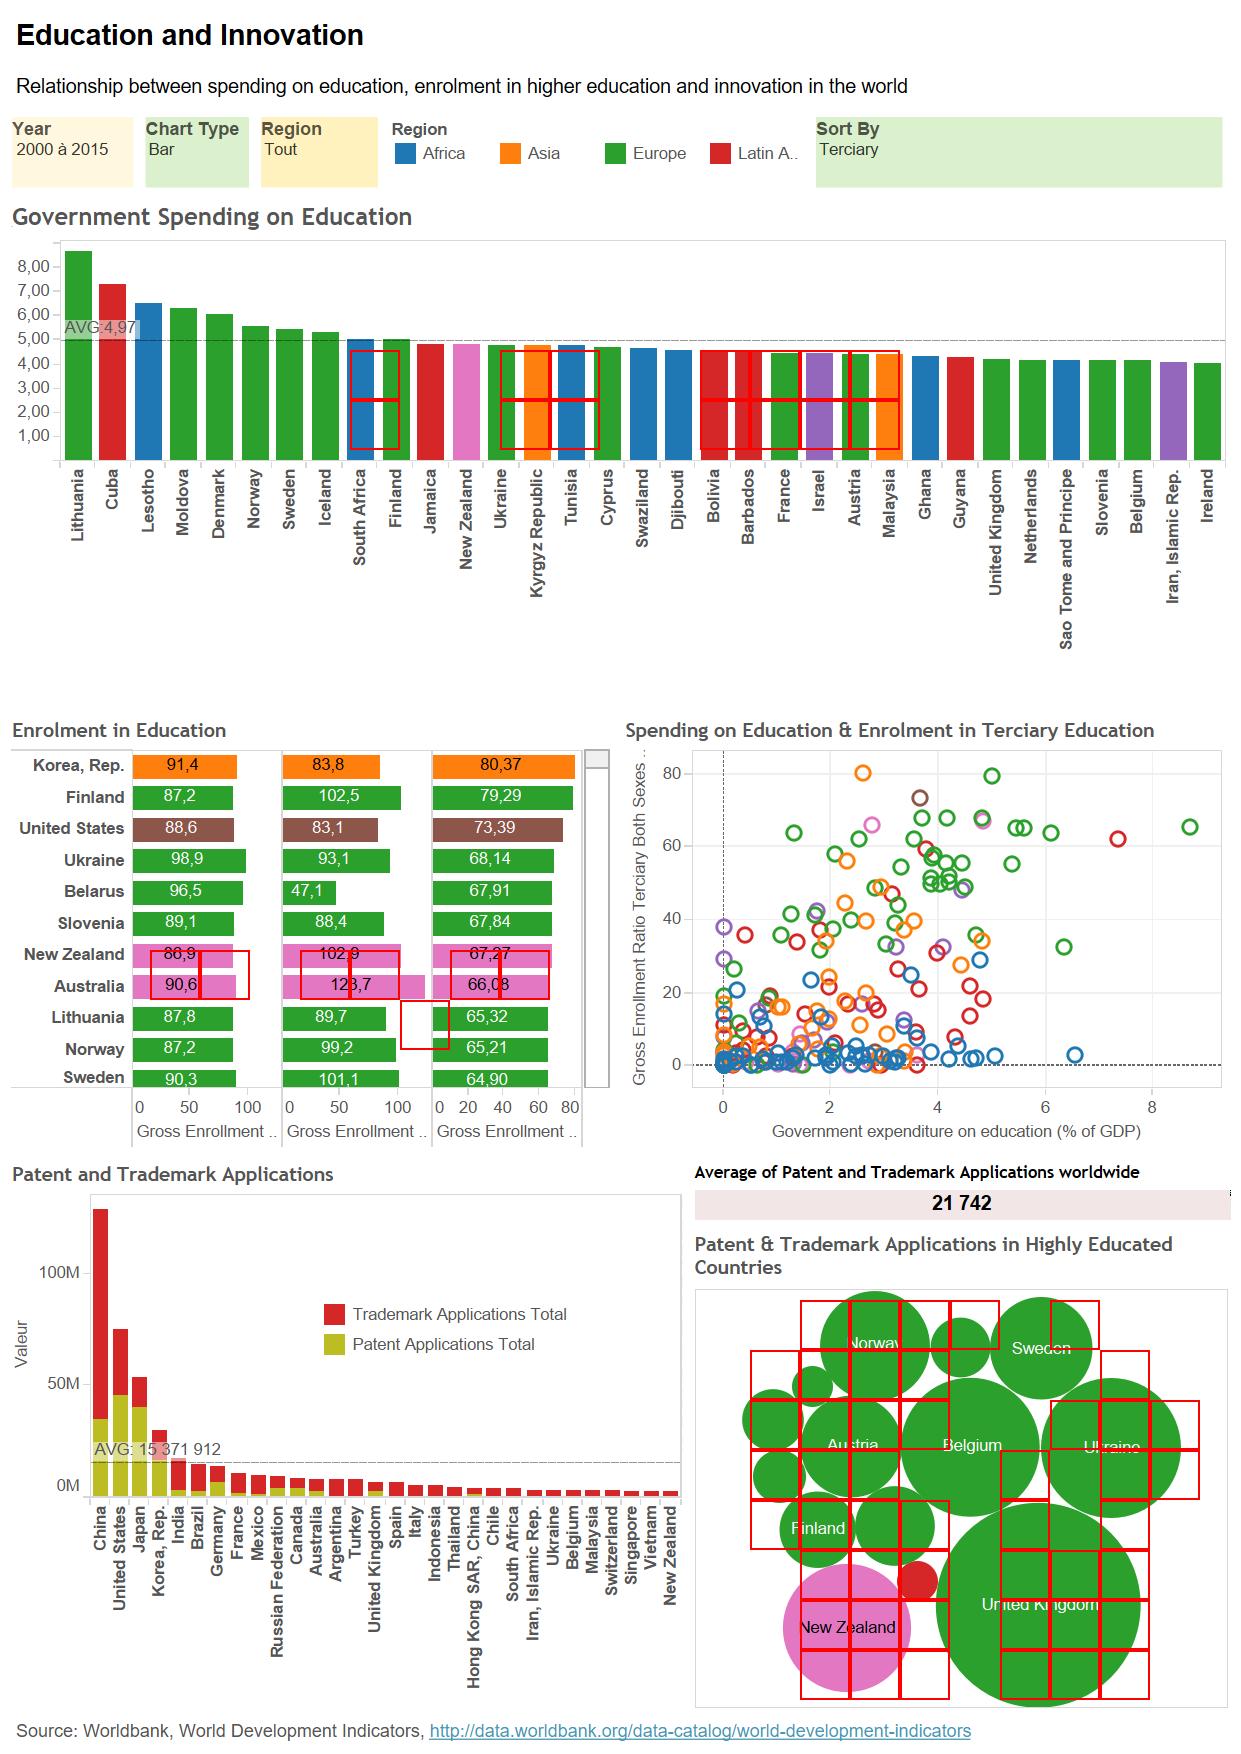 Education and Innovation
Relationship between spending on education, enrolment in higher education and innovation in the world
Year
2000 à 2015
Chart Type
Bar
Region
Tout
Region
Africa
Asia
Europe
Latin A..
Sort By
Terciary
Government Spending on Education
8,00
7,00
6,00
5,00
4,00
3,00
2,00
1,00
AVG:4,97
Lithuania
Cuba
Lesotho
Moldova
Denmark
Norway
Sweden
Iceland
South Africa
Finland
Jamaica
New Zealand
Ukraine
Kyrgyz Republic
Tunisia
Cyprus
Swaziland
Djibouti
Bolivia
Barbados
France
Israel
Austria
Malaysia
Ghana
Guyana
United Kingdom
Netherlands
Sao Tome and Principe
Slovenia
Belgium
Iran, Islamic Rep.
Ireland
Enrolment in Education
Korea, Rep. 91,4 83,8 80,37
Finland 87,2 102,5 79,29
United States 88,6 83,1 73,39
Ukraine 98,9 93,1 68,14
Belarus 96,5 47,1 67,91
Slovenia 89,1 88,4 67,84
New Zealand 86,9 102,9 67,27
Australia 90,6 123,7 66,08
Lithuania 87,8 89,7 65,32
Norway 87,2 99,2 65,21
Sweden 90,3 101,1 64,90
0 50 100 0 50 100 0 20 40 60 80
Gross Enrollment .. Gross Enrollment .. Gross Enrollment ..
Spending on Education & Enrolment in Terciary Education
Gross Enrollment Ratio Terciary Both Sexes…
80
60
40
20
0
0 2 4 6 8
Government expenditure on education (% of GDP)
Patent and Trademark Applications
Valeur
100M
50M
0M
Trademark Applications Total
Patent Applications Total
AVG: 15 371 912
China
United States
Japan
Korea, Rep.
India
Brazil
Germany
France
Mexico
Russian Federation
Canada
Australia
Argentina
Turkey
United Kingdom
Spain
Italy
Indonesia
Thailand
Hong Kong SAR, China
Chile
South Africa
Iran, Islamic Rep.
Ukraine
Belgium
Malaysia
Switzerland
Singapore
Vietnam
New Zealand
Average of Patent and Trademark Applications worldwide
21 742
Patent & Trademark Applications in Highly Educated
Countries
Norway
Sweden
Austria
Belgium
Ukraine
Finland
United Kingdom
New Zealand
Source: Worldbank, World Development Indicators, http://data.worldbank.org/data-catalog/world-development-indicators